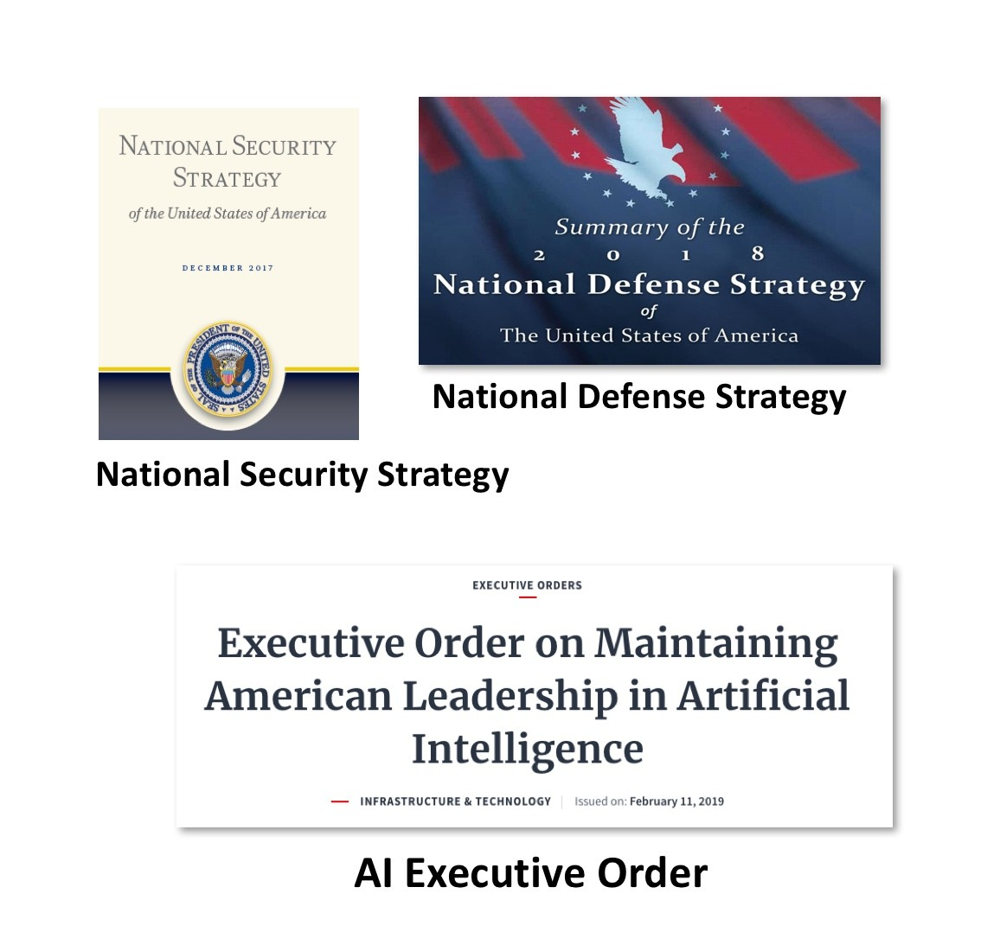 NATIONAL SECURITY
STRATEGY
of the United States of America
DECEMBER 2017
SEAL OF THE PRESIDENT OF THE UNITED STATES
National Security Strategy
Summary of the
2 0 1 8
National Defense Strategy
of
The United States of America
National Defense Strategy
EXECUTIVE ORDERS
Executive Order on Maintaining
American Leadership in Artificial
Intelligence
INFRASTRUCTURE & TECHNOLOGY Issued on: February 11, 2019
AI Executive Order